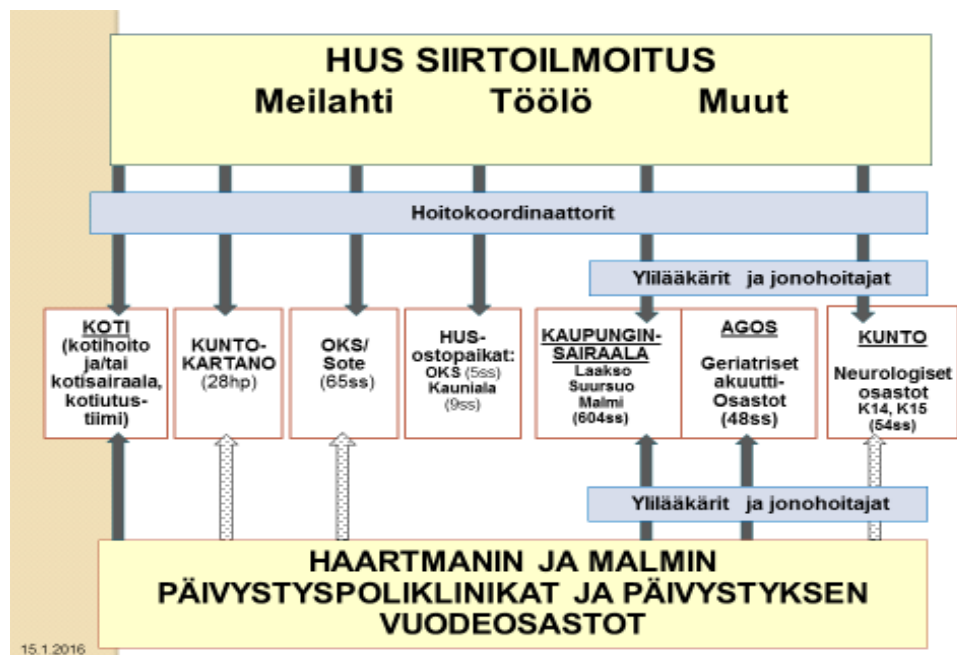 HUS SIIRTOILMOITUS
Meilahti Töölö Muut
Hoitokoordinaattorit
Ylilääkärit ja jonohoitajat
KOTI
(kotihoito
ja/tai
kotisairaala,
kotiutus-
tiimi)
KUNTO-
KARTANO
(28hp)
OKS/
Sote
(65ss)
HUS-
ostopaikat:
OKS (5ss)
Kauniala
(9ss)
KAUPUNGIN-
SAIRAALA
Laakso
Suursuo
Malmi
(604ss)
AGOS
Geriatriset
akuutti-
Osastot
(48ss)
KUNTO
Neurologiset
osastot
K14, K15
(54ss)
Ylilääkärit ja jonohoitajat
HAARTMANIN JA MALMIN
PÄIVYSTYSPOLIKLINIKAT JA PÄIVYSTYKSEN
VUODEOSASTOT
15.1.2016